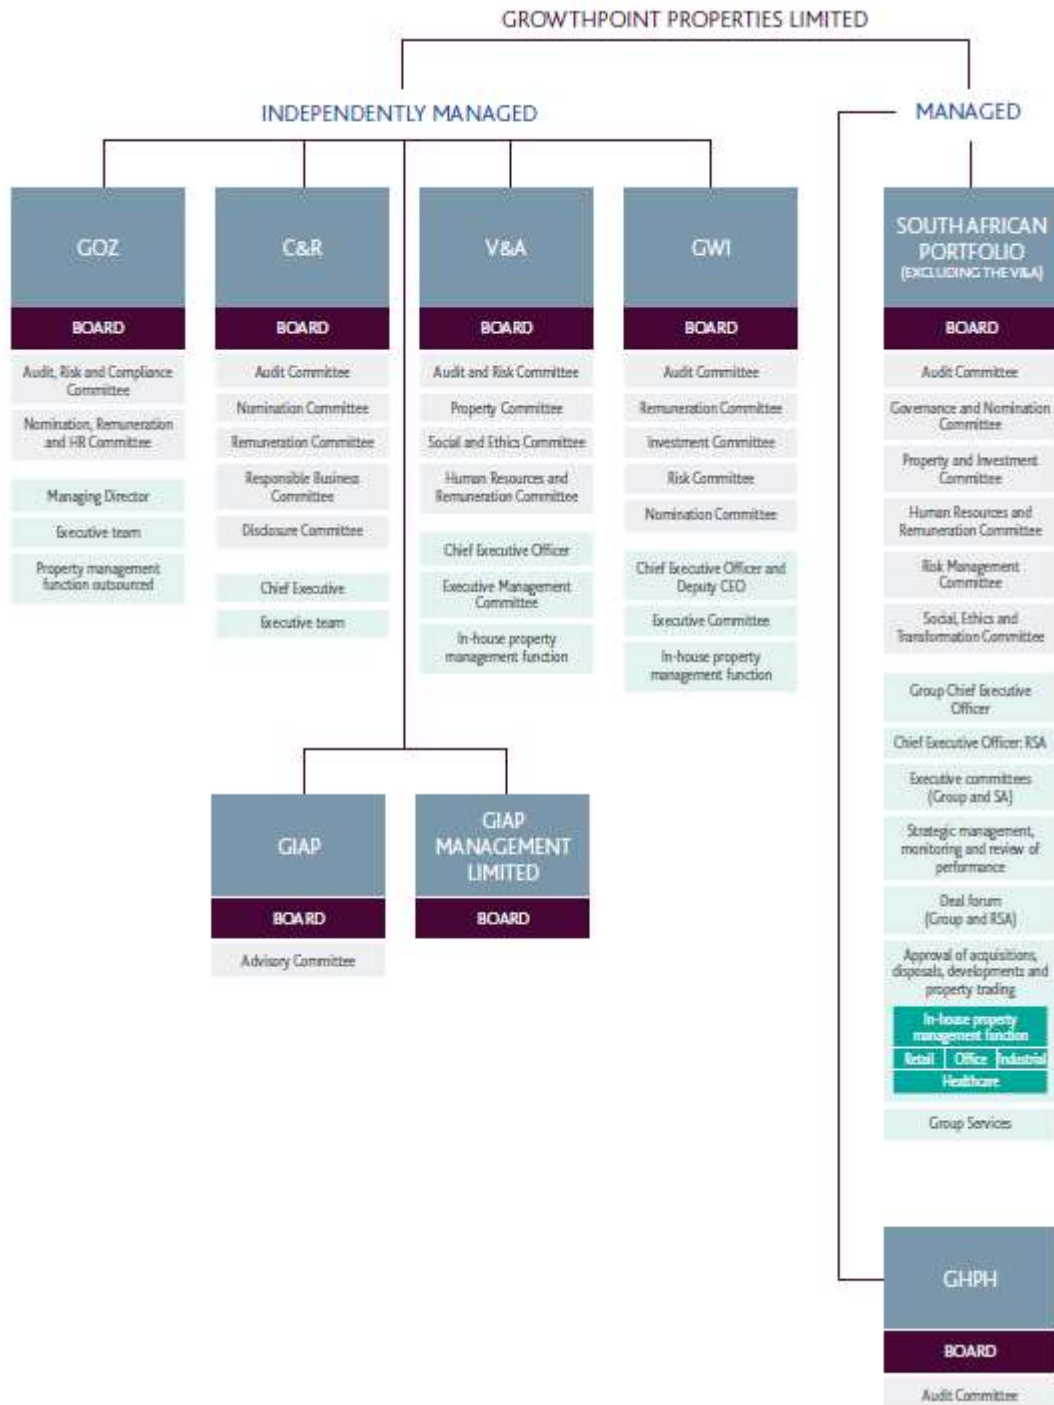 GROWTHPOINT PROPERTIES LIMITED
INDEPENDENTLY MANAGED
MANAGED
GOZ
BOARD
Audit, Risk and Compliance
Committee
Nomination, Remuneration
and HR Committee
Managing Director
Executive team
Property management
function outsourced
C&R
BOARD
Audit Committee
Nomination Committee
Remuneration Committee
Responsible Business
Committee
Disclosure Committee
Chief Executive
Executive team
V&A
BOARD
Audit and Risk Committee
Property Committee
Social and Ethics Committee
Human Resources and
Remuneration Committee
Chief Executive Officer
Executive Management
Committee
In-house property
management function
GWI
BOARD
Audit Committee
Remuneration Committee
Investment Committee
Risk Committee
Nomination Committee
Chief Executive Officer and
Deputy CEO
Executive Committee
In-house property
management function
GIAP
BOARD
Advisory Committee
GIAP
MANAGEMENT
LIMITED
BOARD
SOUTH AFRICAN
PORTFOLIO
(EXCLUDING THE V&A)
BOARD
Audit Committee
Governance and Nomination
Committee
Property and Investment
Committee
Human Resources and
Remuneration Committee
Risk Management
Committee
Social, Ethics and
Transformation Committee
Group Chief Executive
Officer
Chief Executive Officer: RSA
Executive committees
(Group and SA)
Strategic management,
monitoring and review of
performance
Deal forum
(Group and RSA)
Approval of acquisitions,
disposals, developments and
property trading
In-house property
management function
Retail Office Industrial
Healthcare
Group Services
GHPH
BOARD
Audit Committee